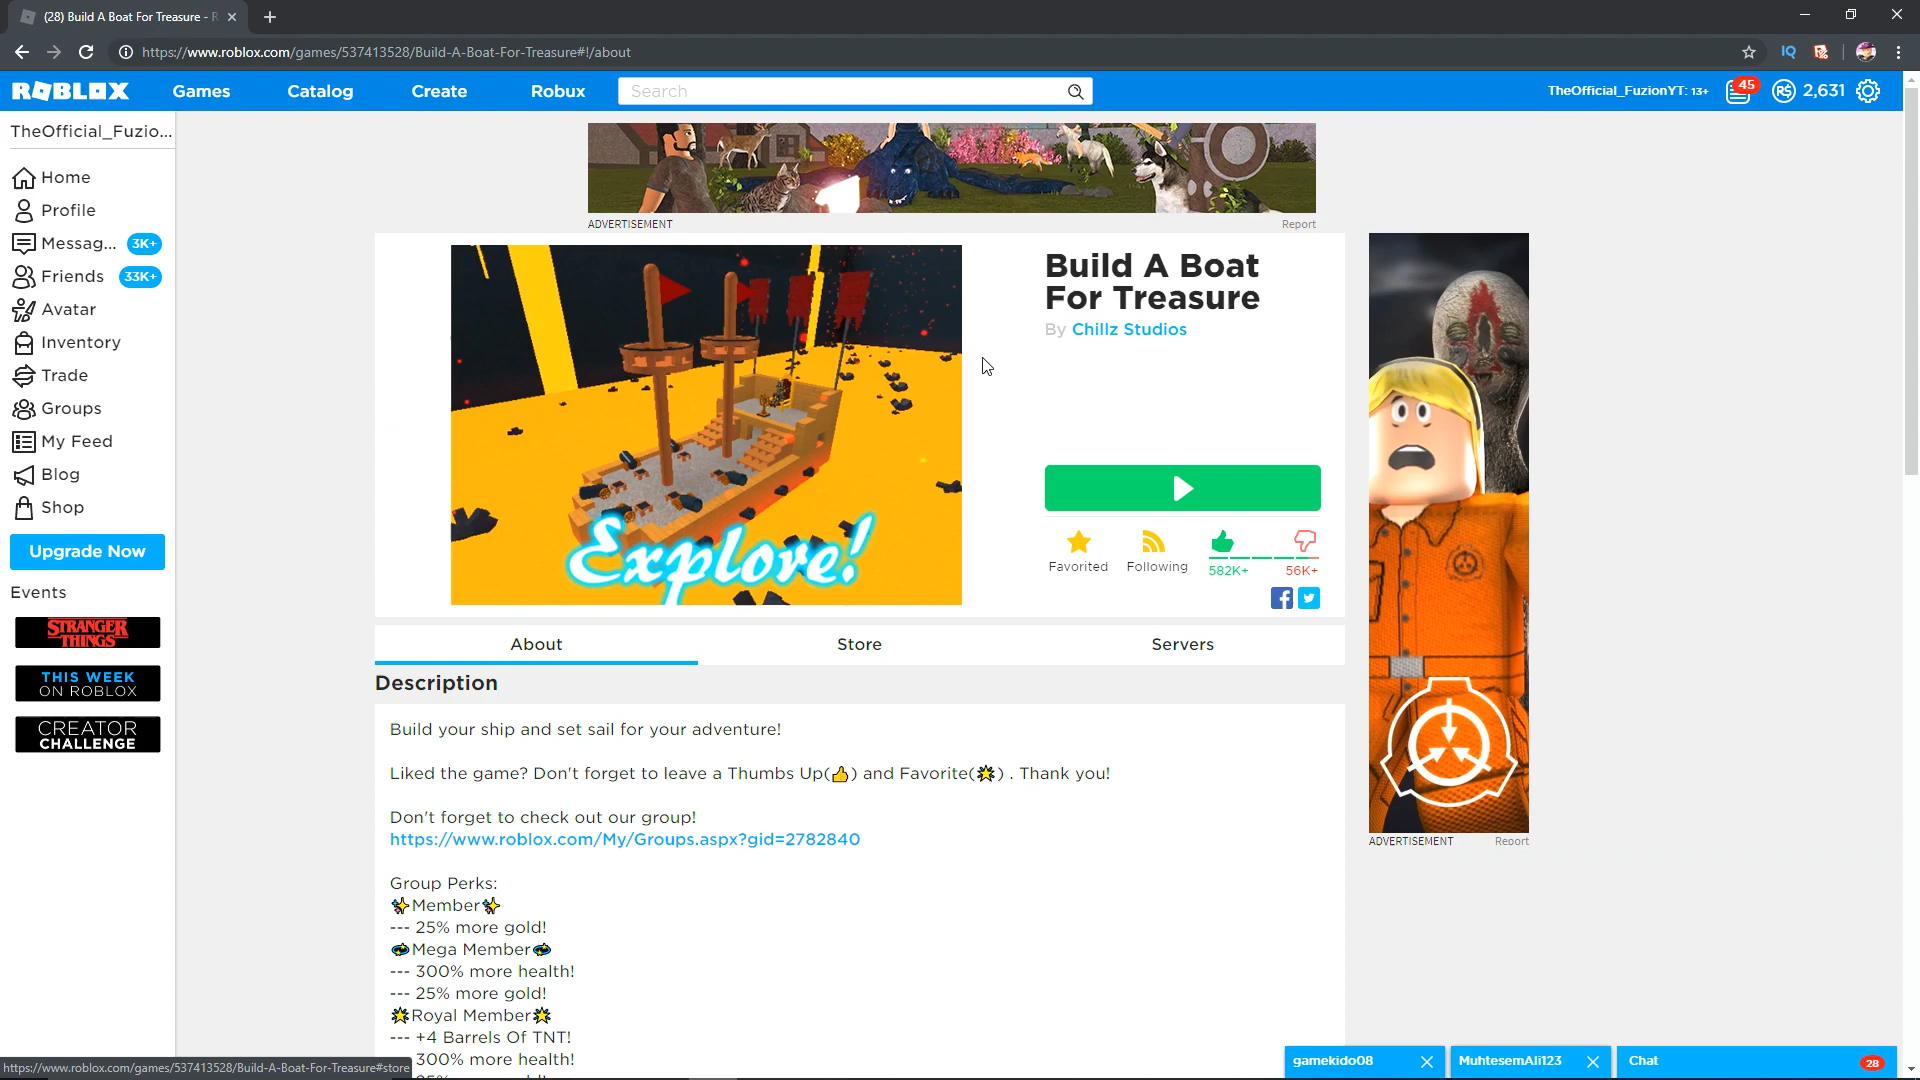 (28) Build A Boat For Treasure - R
https://www.roblox.com/games/537413528/Build-A-Boat-For-Treasure#!/about
IQ
ROBLOX
Games
Catalog
Create
Robux
Search
TheOfficial_FuzionYT: 13+
45
R$
2,631
TheOfficial_Fuzio...
Home
Profile
Messag...
3K+
Friends
33K+
Avatar
Inventory
Trade
Groups
My Feed
Blog
Shop
Upgrade Now
Events
STRANGER
THINGS
THIS WEEK
ON ROBLOX
CREATOR
CHALLENGE
ADVERTISEMENT
Report
Explore!
Build A Boat
For Treasure
By Chillz Studios
Favorited
Following
582K+
56K+
About
Store
Servers
Description
Build your ship and set sail for your adventure!
Liked the game? Don't forget to leave a Thumbs Up(👍) and Favorite(🌟) . Thank you!
Don't forget to check out our group!
https://www.roblox.com/My/Groups.aspx?gid=2782840
Group Perks:
✨Member✨
--- 25% more gold!
💫Mega Member💫
--- 300% more health!
--- 25% more gold!
🌟Royal Member🌟
--- +4 Barrels Of TNT!
300% more health!
ADVERTISEMENT
Report
https://www.roblox.com/games/537413528/Build-A-Boat-For-Treasure#store
gamekido08
MuhtesemAli123
Chat
28